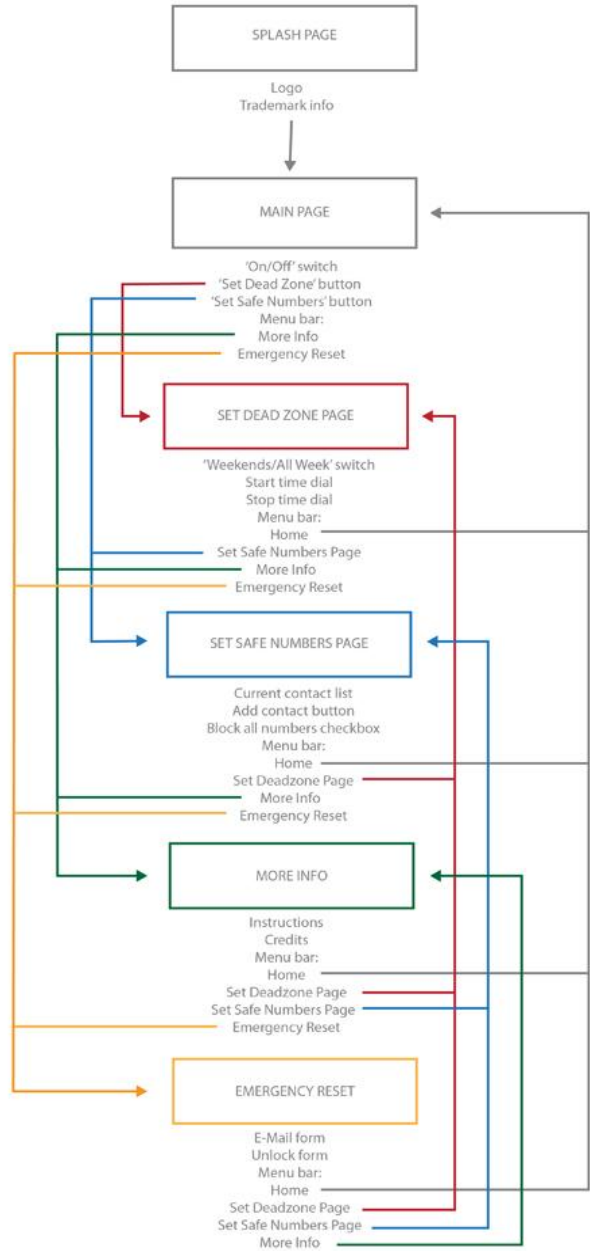 SPLASH PAGE
Logo
Trademark info
MAIN PAGE
'On/Off' switch
'Set Dead Zone' button
'Set Safe Numbers' button
Menu bar:
More Info
Emergency Reset
SET DEAD ZONE PAGE
'Weekends/All Week' switch
Start time dial
Stop time dial
Menu bar:
Home
Set Safe Numbers Page
More Info
Emergency Reset
SET SAFE NUMBERS PAGE
Current contact list
Add contact button
Block all numbers checkbox
Menu bar:
Home
Set Deadzone Page
More Info
Emergency Reset
MORE INFO
Instructions
Credits
Menu bar:
Home
Set Deadzone Page
Set Safe Numbers Page
Emergency Reset
EMERGENCY RESET
E-Mail form
Unlock form
Menu bar:
Home
Set Deadzone Page
Set Safe Numbers Page
More Info